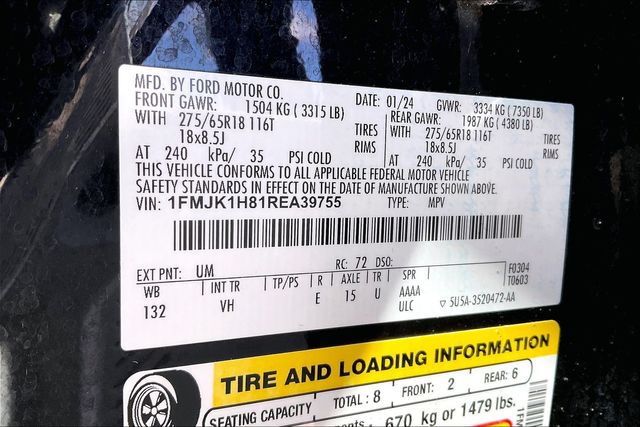 MFD. BY FORD MOTOR CO. DATE: 01/24 GVWR: 3334 KG ( 7350 LB)
FRONT GAWR: 1504 KG ( 3315 LB) REAR GAWR: 1987 KG ( 4380 LB)
WITH 275/65R18 116T TIRES WITH 275/65R18 116T TIRES
18x8.5J RIMS 18x8.5J RIMS
AT 240 kPa/ 35 PSI COLD AT 240 kPa/ 35 PSI COLD
THIS VEHICLE CONFORMS TO ALL APPLICABLE FEDERAL MOTOR VEHICLE
SAFETY STANDARDS IN EFFECT ON THE DATE OF MANUFACTURE SHOWN ABOVE.
VIN: 1FMJK1H81REA39755 TYPE: MPV
EXT PNT: UM RC: 72 DSO: F0304
WB INT TR TP/PS R AXLE TR SPR T0603
132 VH E 15 U AAAA
ULC ▽ 5U5A-3520472-AA
TIRE AND LOADING INFORMATION
SEATING CAPACITY TOTAL : 8 FRONT: 2 REAR: 6
670 kg or 1479 lbs.